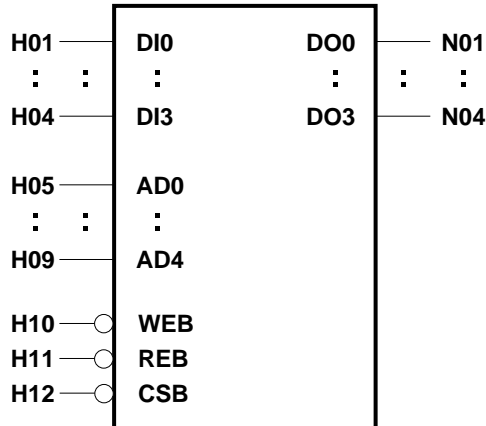 H01 DI0 DO0 N01
: : : : : :
H04 DI3 DO3 N04
H05 AD0
: : :
H09 AD4
H10 WEB
H11 REB
H12 CSB